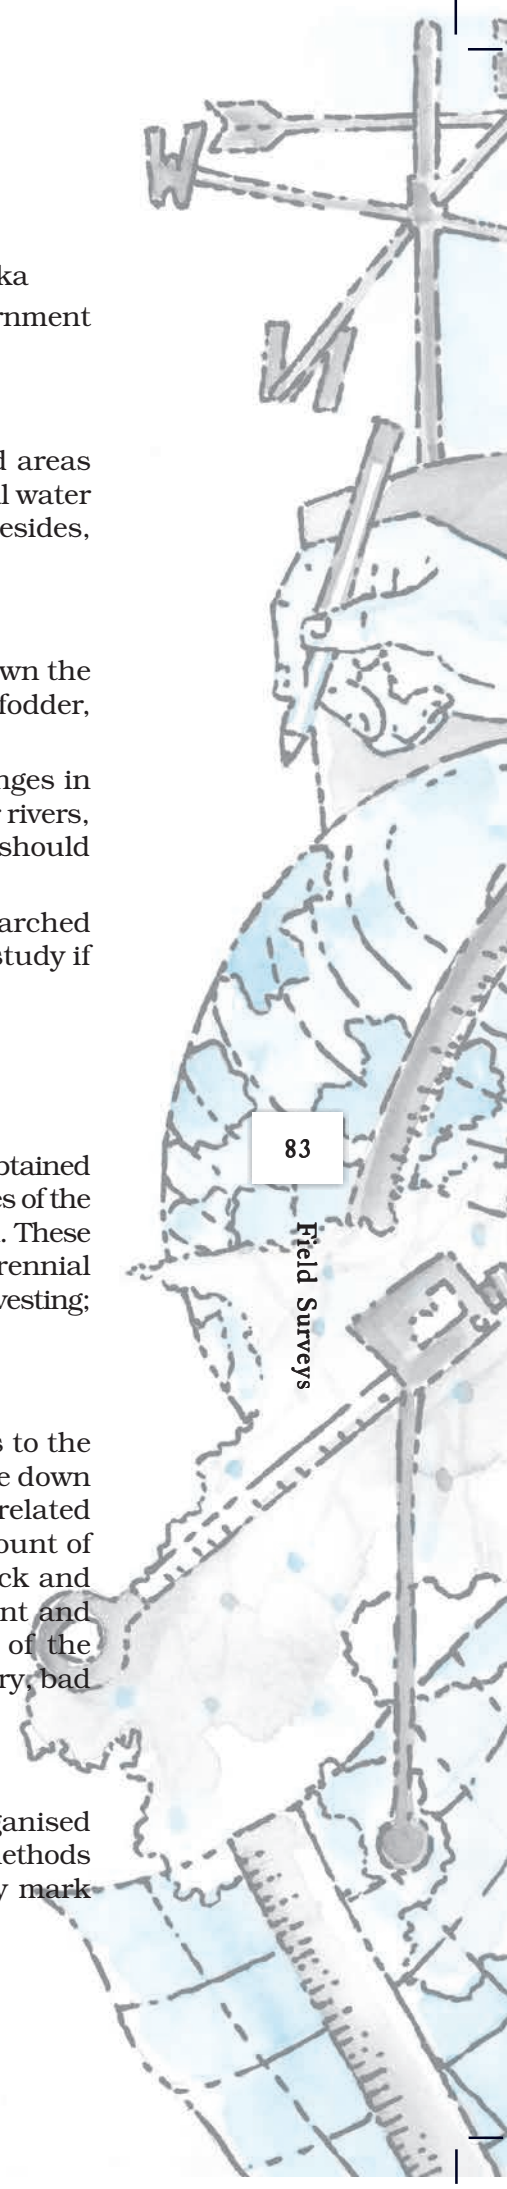 W
N
ka
rnment
d areas
l water
esides,
wn the
fodder,
nges in
rivers,
should
arched
study if
83
Field Surveys
btained
es of the
. These
rennial
vesting;
s to the
e down
related
ount of
ck and
nt and
of the
ry, bad
ganised
methods
y mark